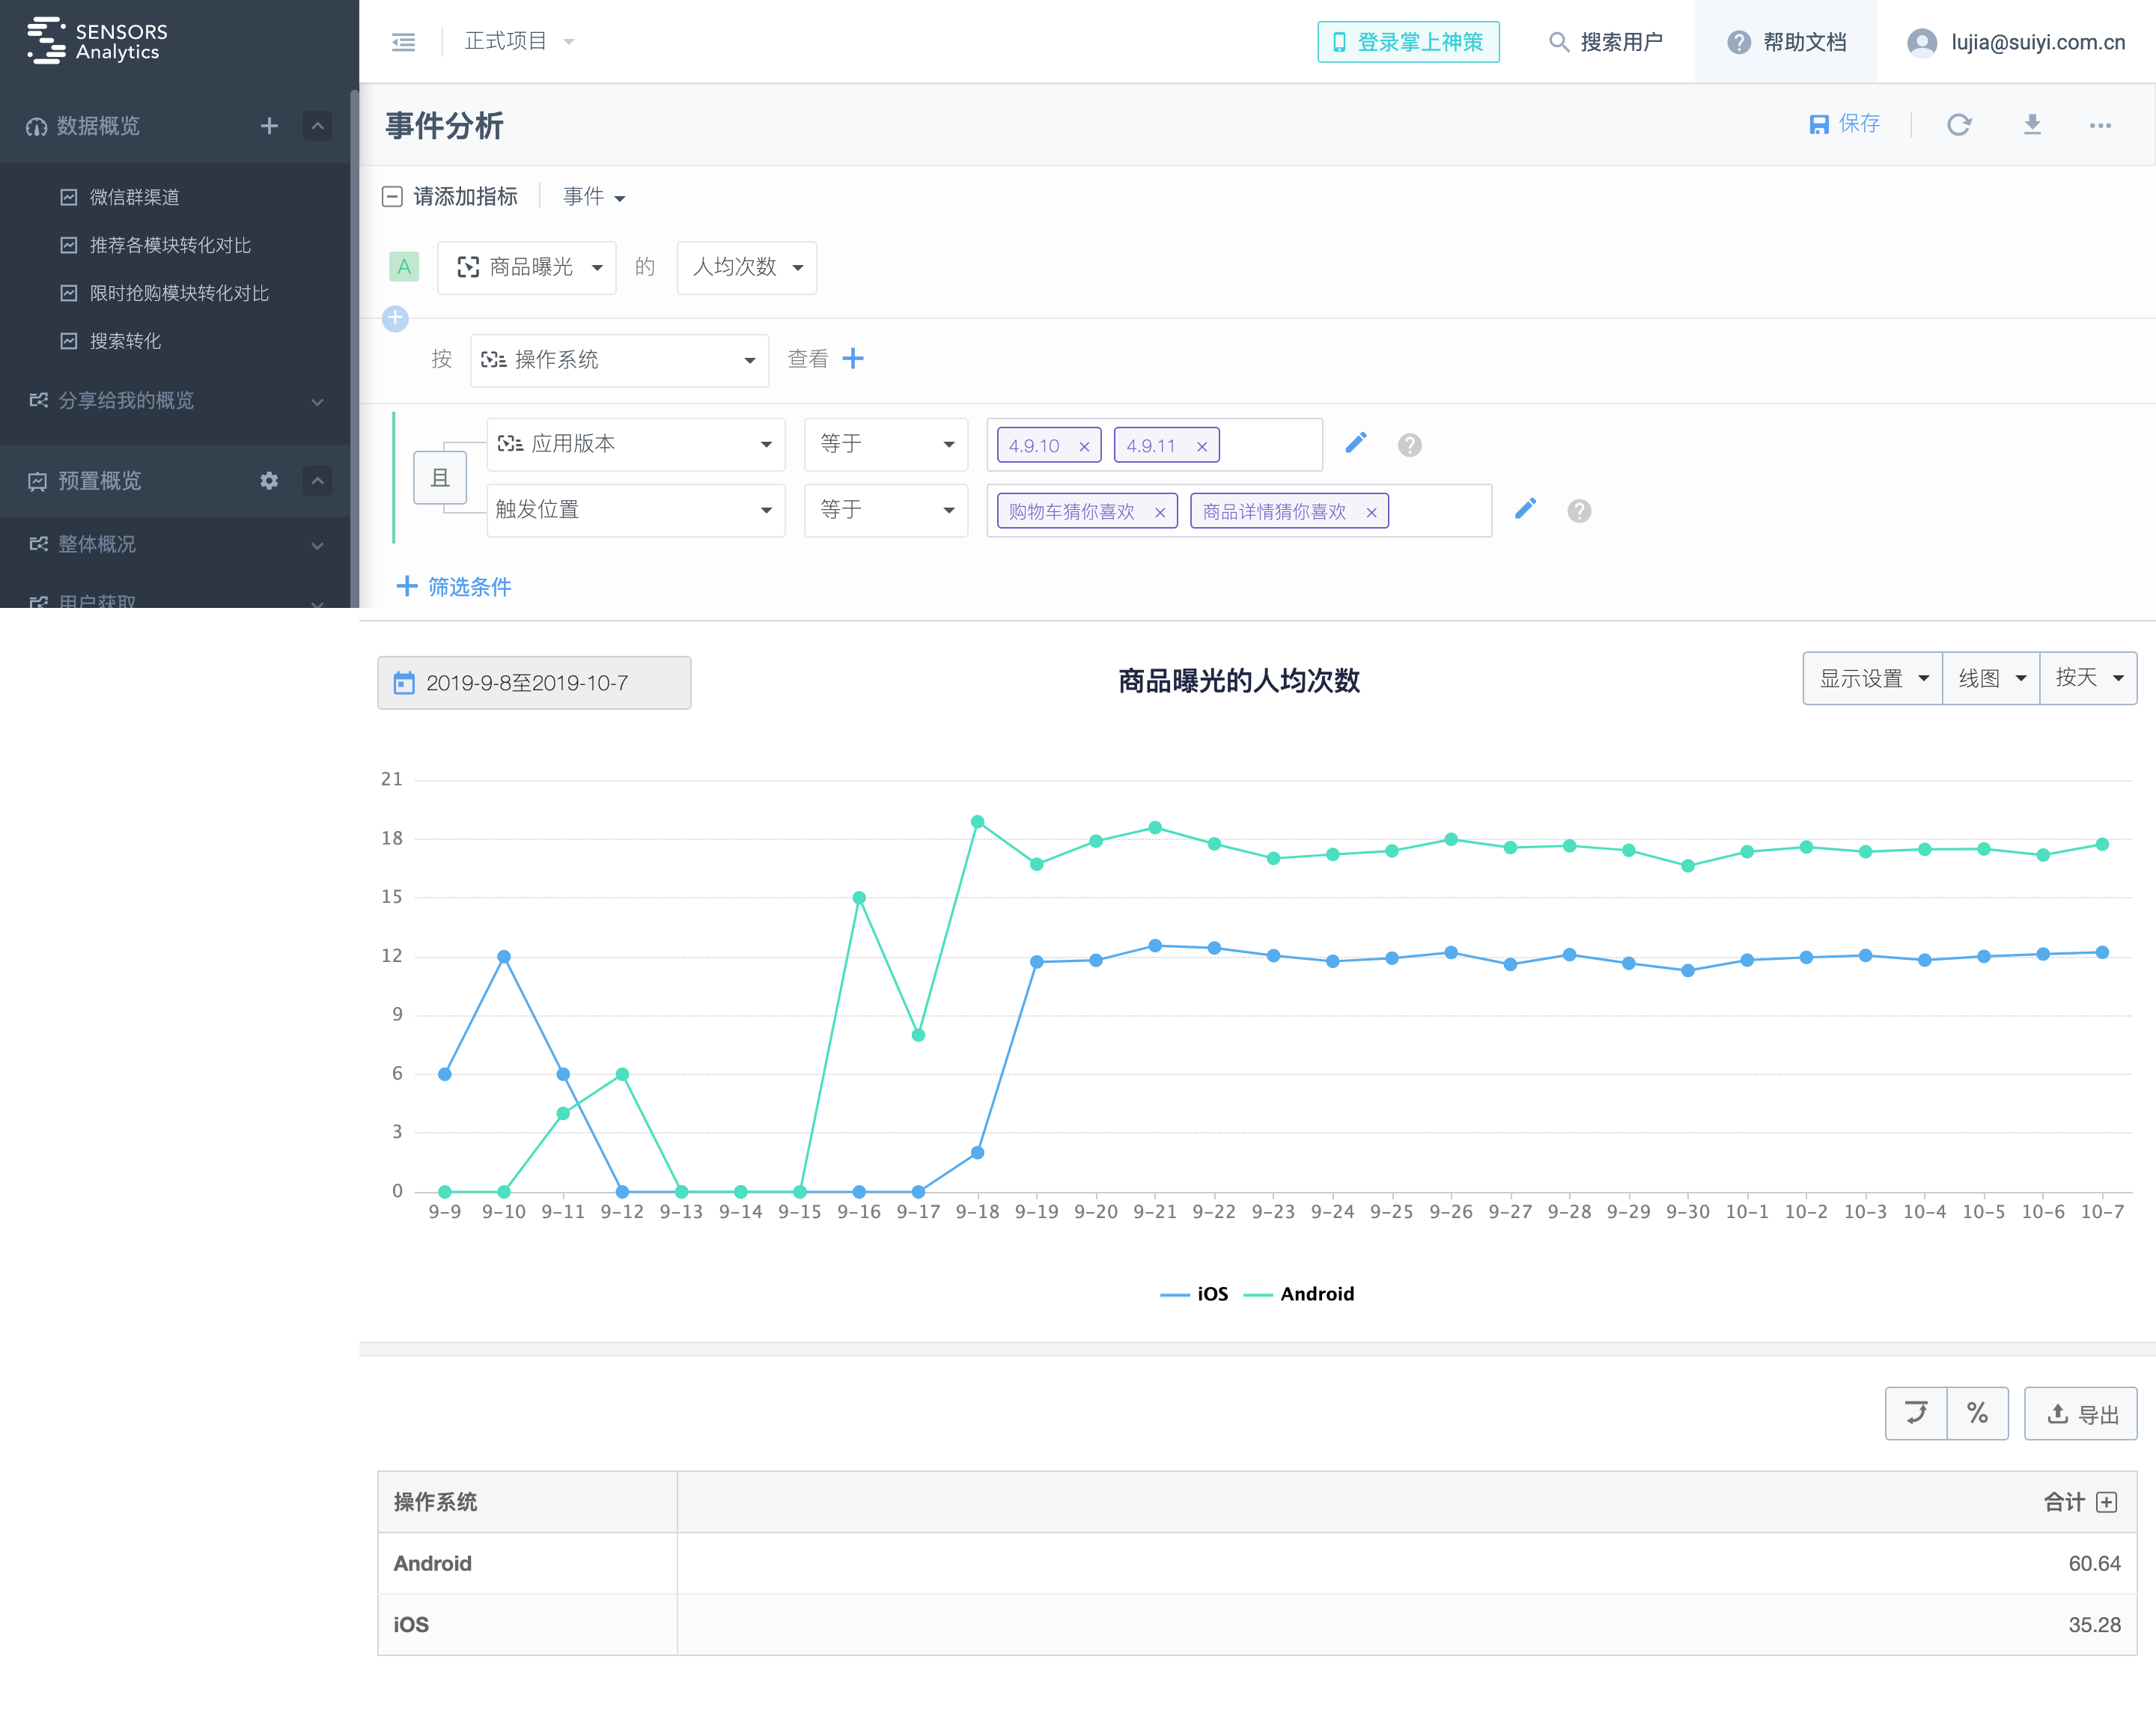 SENSORS
Analytics
正式项目
登录掌上神策
搜索用户
帮助文档
lujia@suiyi.com.cn
数据概览
微信群渠道
推荐各模块转化对比
限时抢购模块转化对比
搜索转化
分享给我的概览
预置概览
整体概况
用户获取
事件分析
保存
请添加指标
事件
A 商品曝光 的 人均次数
按 操作系统 查看
且
应用版本 等于 4.9.10 × 4.9.11 ×
触发位置 等于 购物车猜你喜欢 × 商品详情猜你喜欢 ×
筛选条件
2019-9-8至2019-10-7
商品曝光的人均次数
显示设置 线图 按天
21
18
15
12
9
6
3
0
9-9 9-10 9-11 9-12 9-13 9-14 9-15 9-16 9-17 9-18 9-19 9-20 9-21 9-22 9-23 9-24 9-25 9-26 9-27 9-28 9-29 9-30 10-1 10-2 10-3 10-4 10-5 10-6 10-7
iOS Android
% 导出
操作系统 合计
Android 60.64
iOS 35.28